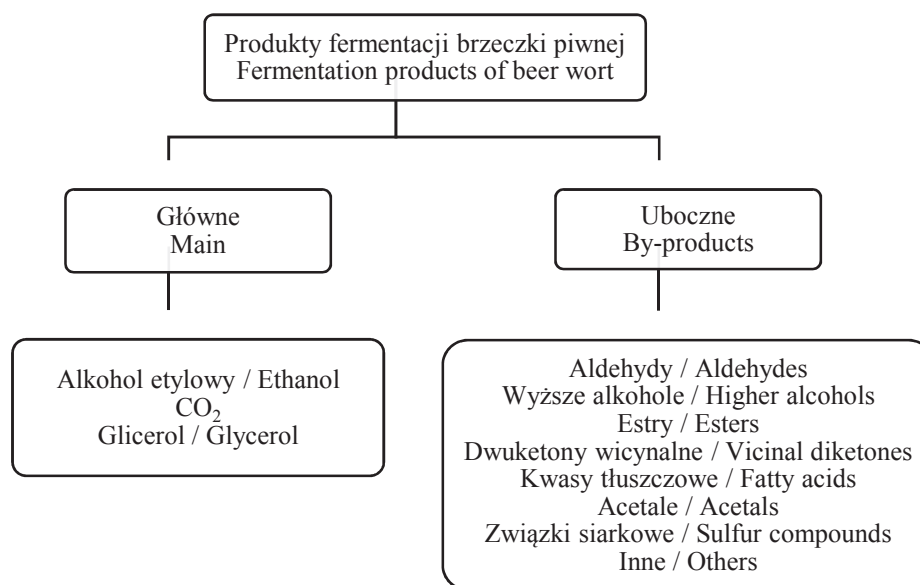 Produkty fermentacji brzeczki piwnej
Fermentation products of beer wort
Główne
Main
Uboczne
By-products
Alkohol etylowy / Ethanol
CO₂
Glicerol / Glycerol
Aldehydy / Aldehydes
Wyższe alkohole / Higher alcohols
Estry / Esters
Dwuketony wicynalne / Vicinal diketones
Kwasy tłuszczowe / Fatty acids
Acetale / Acetals
Związki siarkowe / Sulfur compounds
Inne / Others